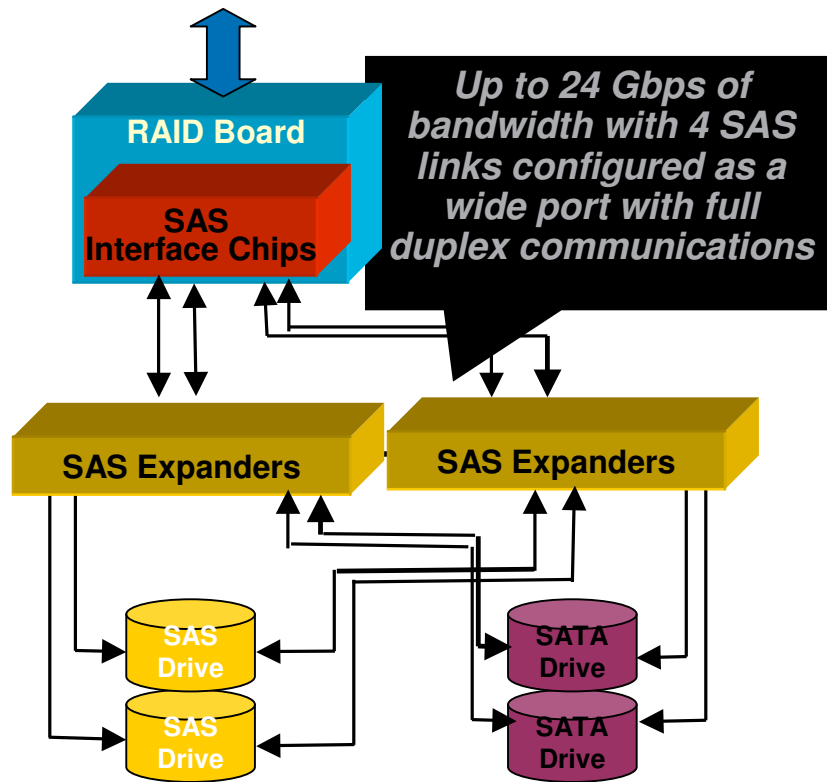 RAID Board
SAS
Interface Chips
Up to 24 Gbps of
bandwidth with 4 SAS
links configured as a
wide port with full
duplex communications
SAS Expanders
SAS Expanders
SAS
Drive
SAS
Drive
SATA
Drive
SATA
Drive